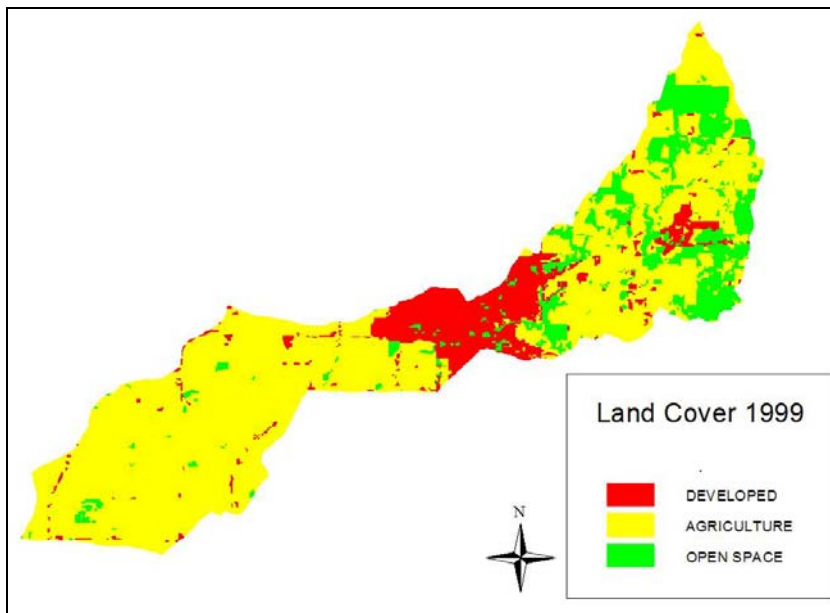 Land Cover 1999
DEVELOPED
AGRICULTURE
OPEN SPACE
N